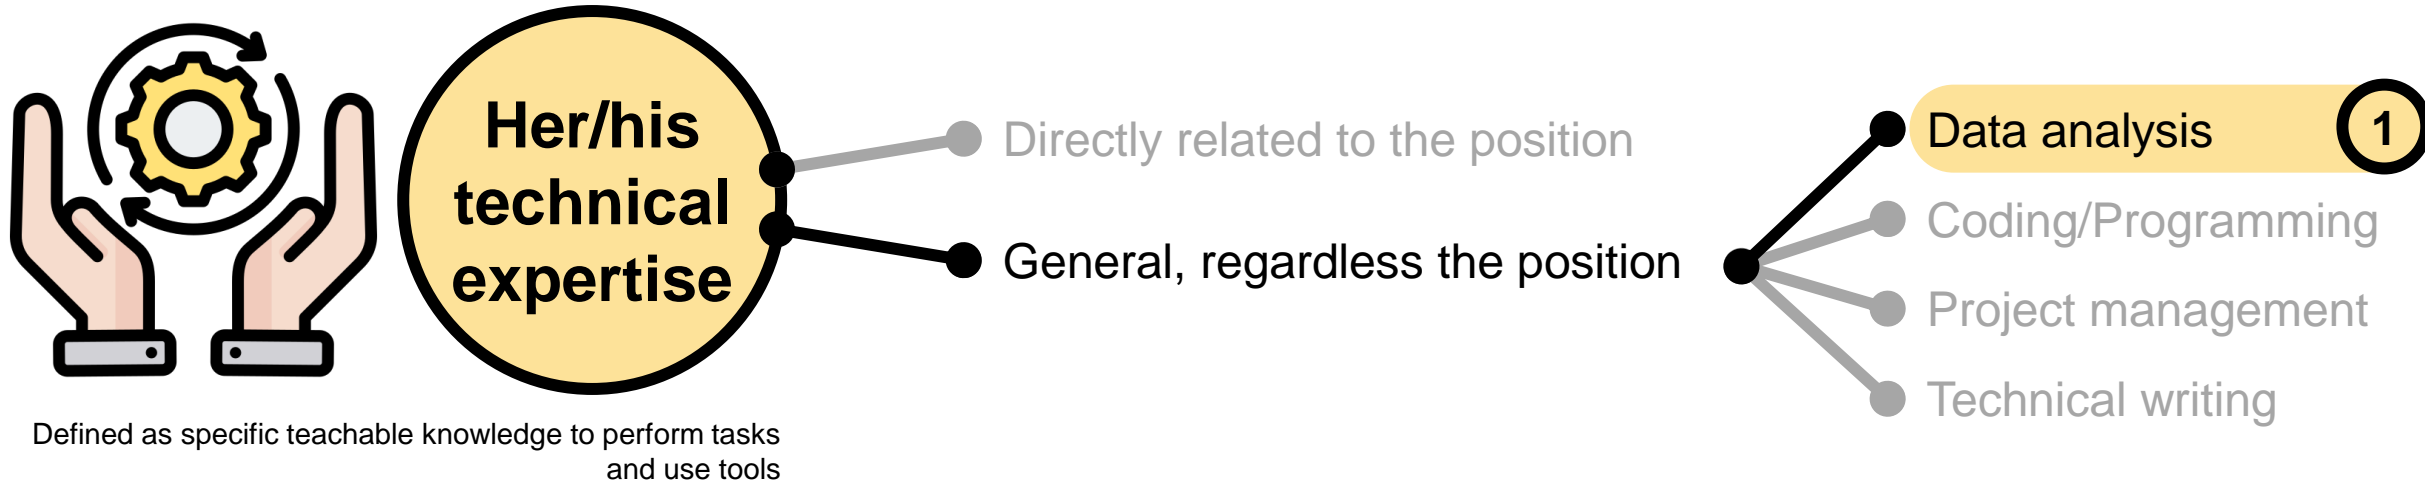 Her/his
technical
expertise
Defined as specific teachable knowledge to perform tasks
and use tools
Directly related to the position
General, regardless the position
Data analysis
1
Coding/Programming
Project management
Technical writing